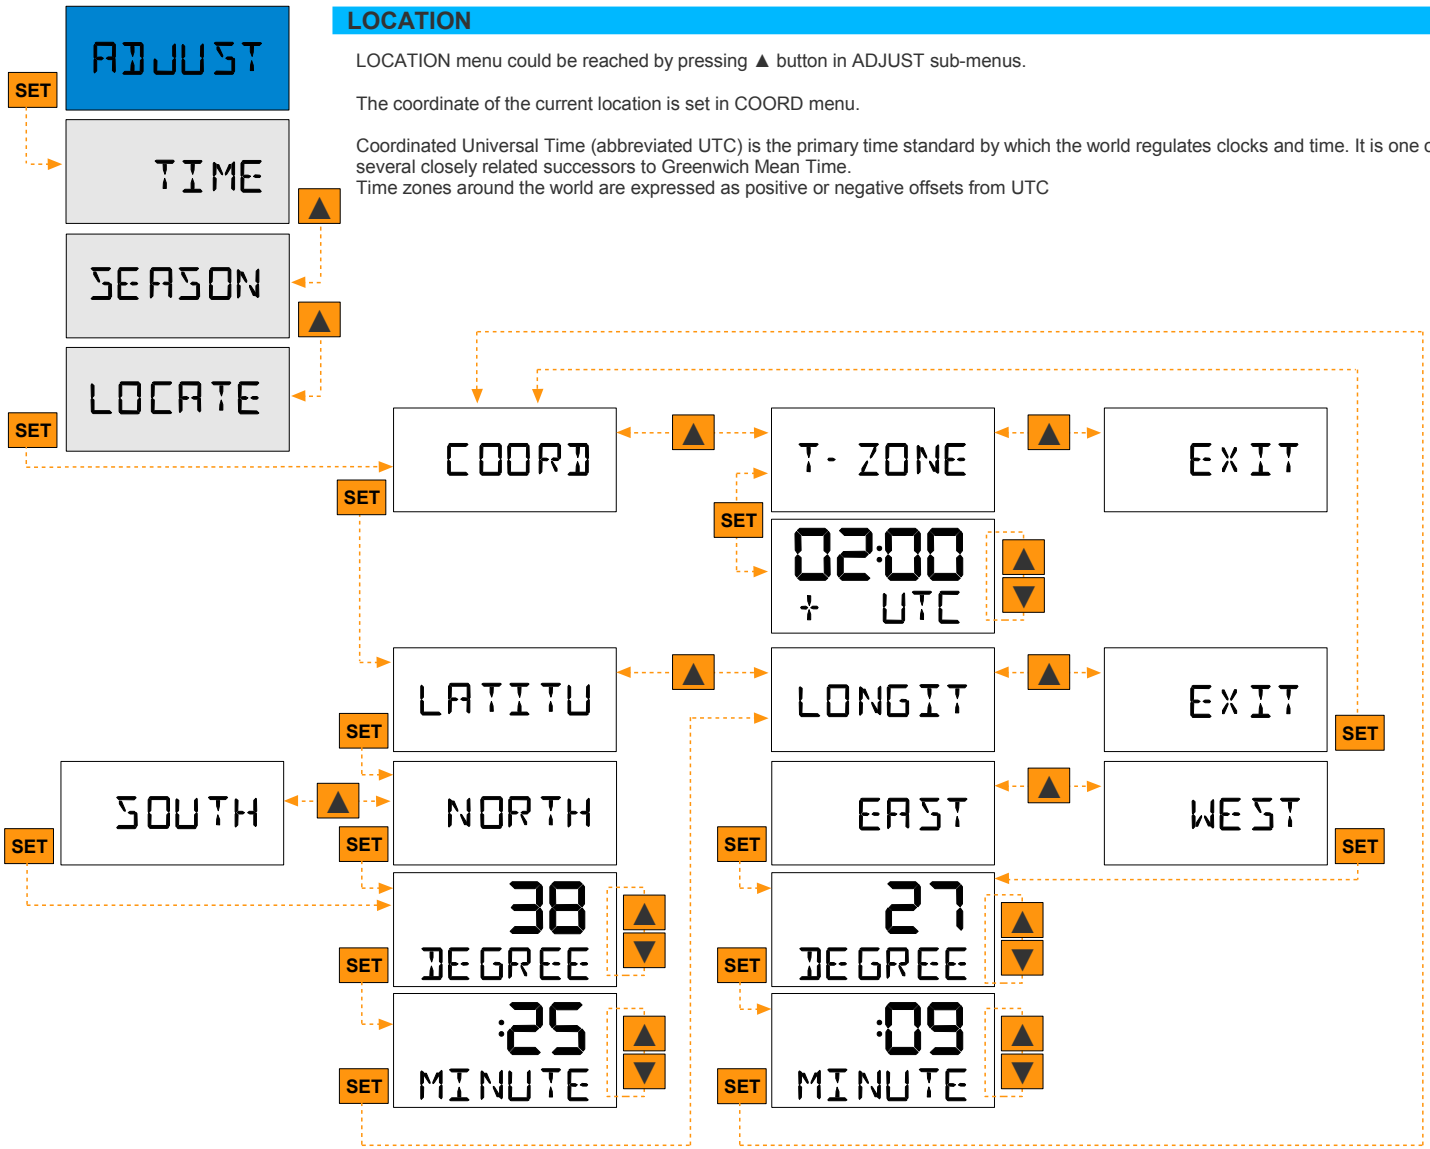 ADJUST
SET
TIME
▲
SEASON
▲
LOCATE
SET
LOCATION
LOCATION menu could be reached by pressing ▲ button in ADJUST sub-menus.
The coordinate of the current location is set in COORD menu.
Coordinated Universal Time (abbreviated UTC) is the primary time standard by which the world regulates clocks and time. It is one
several closely related successors to Greenwich Mean Time.
Time zones around the world are expressed as positive or negative offsets from UTC
COORD
▲
T-ZONE
▲
EXIT
SET
SET
02:00
+ UTC
▲
▼
LATITU
▲
LONGIT
▲
EXIT
SET
SET
SOUTH
▲
NORTH
EAST
▲
WEST
SET
SET
SET
SET
38
DEGREE
▲
▼
27
DEGREE
▲
▼
SET
SET
:25
MINUTE
▲
▼
:09
MINUTE
▲
▼
SET
SET